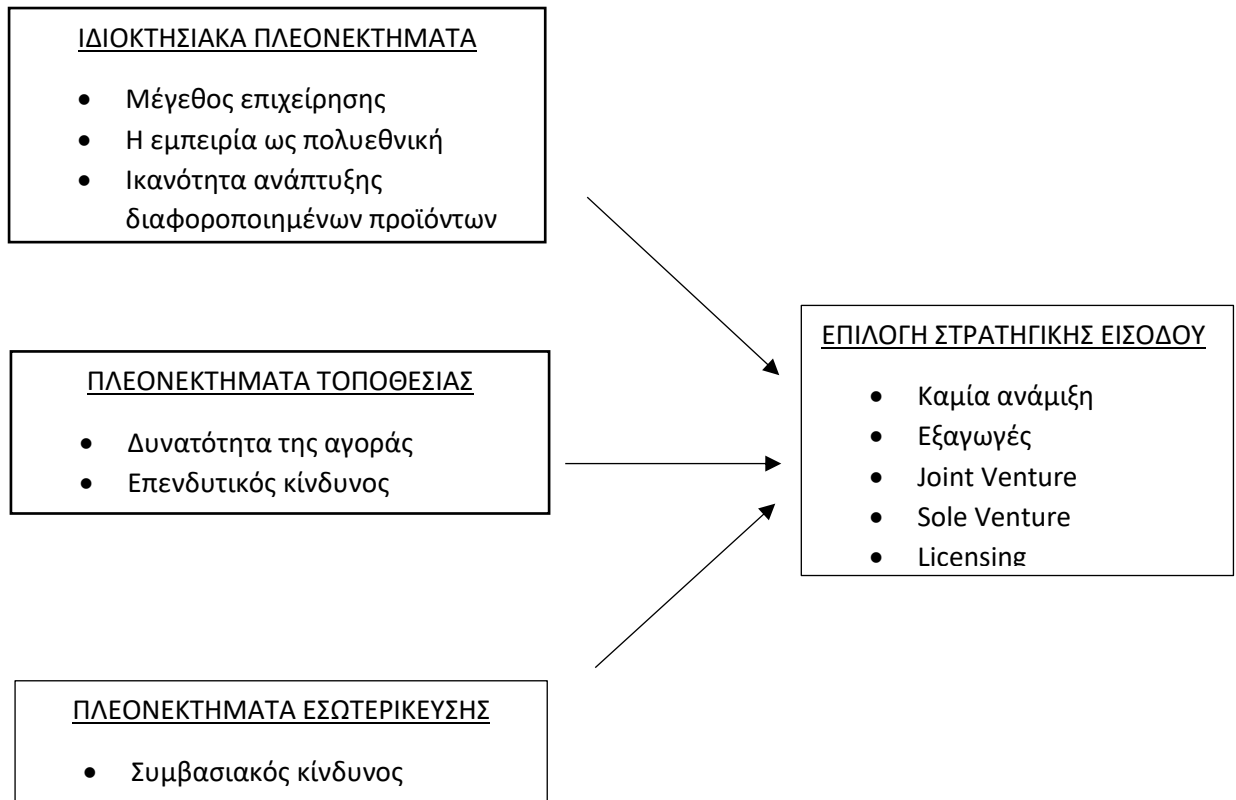 ΙΔΙΟΚΤΗΣΙΑΚΑ ΠΛΕΟΝΕΚΤΗΜΑΤΑ
• Μέγεθος επιχείρησης
• Η εμπειρία ως πολυεθνική
• Ικανότητα ανάπτυξης
διαφοροποιημένων προϊόντων
ΠΛΕΟΝΕΚΤΗΜΑΤΑ ΤΟΠΟΘΕΣΙΑΣ
• Δυνατότητα της αγοράς
• Επενδυτικός κίνδυνος
ΠΛΕΟΝΕΚΤΗΜΑΤΑ ΕΣΩΤΕΡΙΚΕΥΣΗΣ
• Συμβασιακός κίνδυνος
ΕΠΙΛΟΓΗ ΣΤΡΑΤΗΓΙΚΗΣ ΕΙΣΟΔΟΥ
• Καμία ανάμιξη
• Εξαγωγές
• Joint Venture
• Sole Venture
• Licensing